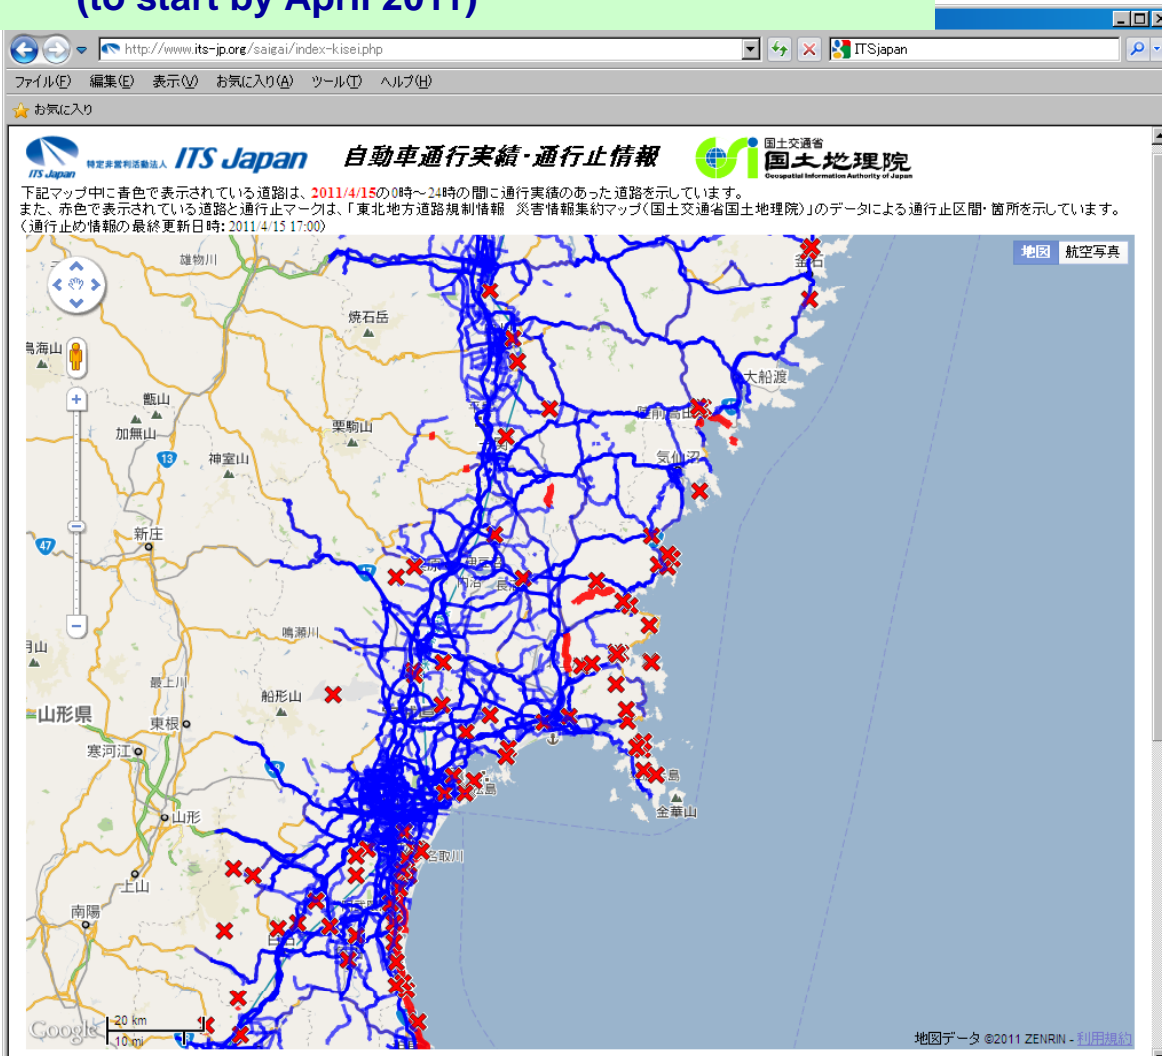 (to start by April 2011)
http://www.its-jp.org/saigai/index-kisei.php
ITSjapan
ファイル(F) 編集(E) 表示(V) お気に入り(A) ツール(T) ヘルプ(H)
お気に入り
ITS Japan
特定非営利活動法人 ITS Japan
自動車通行実績・通行止情報
国土交通省
国土地理院
Geospatial Information Authority of Japan
下記マップ中に青色で表示されている道路は、2011/4/15の0時～24時の間に通行実績のあった道路を示しています。
また、赤色で表示されている道路と通行止マークは、「東北地方道路規制情報 災害情報集約マップ(国土交通省国土地理院)」のデータによる通行止区間・箇所を示しています。
(通行止め情報の最終更新日時: 2011/4/15 17:00)
地図 航空写真
雄物川
焼石岳
鳥海山
大船渡
甑山
加無山
栗駒山
陸前高田
神室山
13
気仙沼
新庄
47
鳴瀬川
月山
最上川
船形山
山形県
東根
寒河江
金華山
山形
名取川
上山
南陽
Google
20 km
10 mi
地図データ ©2011 ZENRIN - 利用規約